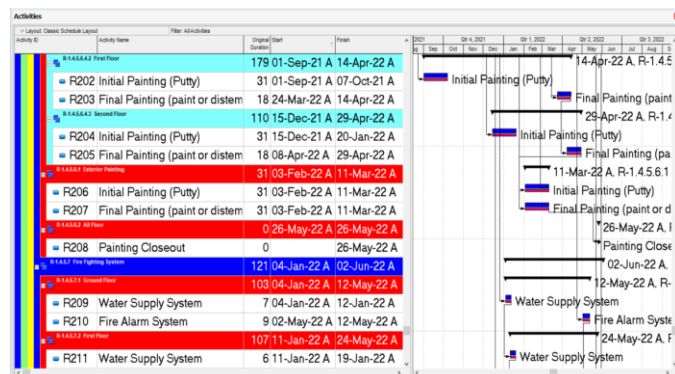 Activities
Layout: Classic Schedule Layout Filter: All Activities
Activity ID Activity Name Original Duration Start Finish
2021 Qtr 4, 2021 Qtr 1, 2022 Qtr 2, 2022 Qtr 3, 2022
Sep Oct Nov Dec Jan Feb Mar Apr May Jun Jul Aug S
R-1.4.5.6.4.2 First Floor 179 01-Sep-21 A 14-Apr-22 A 14-Apr-22 A, R-1.4.5
R202 Initial Painting (Putty) 31 01-Sep-21 A 07-Oct-21 A Initial Painting (Putty)
R203 Final Painting (paint or distem 18 24-Mar-22 A 14-Apr-22 A Final Painting (paint
R-1.4.5.6.4.3 Second Floor 110 15-Dec-21 A 29-Apr-22 A 29-Apr-22 A, R-1.4
R204 Initial Painting (Putty) 31 15-Dec-21 A 20-Jan-22 A Initial Painting (Putty)
R205 Final Painting (paint or distem 18 08-Apr-22 A 29-Apr-22 A Final Painting (pa
R-1.4.5.6.1 Exterior Painting 31 03-Feb-22 A 11-Mar-22 A 11-Mar-22 A, R-1.4.5.6.1
R206 Initial Painting (Putty) 31 03-Feb-22 A 11-Mar-22 A Initial Painting (Putty)
R207 Final Painting (paint or distem 31 03-Feb-22 A 11-Mar-22 A Final Painting (paint or d
R-1.4.5.6.2 All Floor 0 26-May-22 A 26-May-22 A 26-May-22 A,
R208 Painting Closeout 0 26-May-22 A Painting Close
R-1.4.5.7 Fire Fighting System 121 04-Jan-22 A 02-Jun-22 A 02-Jun-22 A,
R-1.4.5.7.1 Ground Floor 103 04-Jan-22 A 12-May-22 A 12-May-22 A, R-
R209 Water Supply System 7 04-Jan-22 A 12-Jan-22 A Water Supply System
R210 Fire Alarm System 9 02-May-22 A 12-May-22 A Fire Alarm Syste
R-1.4.5.7.2 First Floor 107 11-Jan-22 A 24-May-22 A 24-May-22 A,
R211 Water Supply System 6 11-Jan-22 A 19-Jan-22 A Water Supply System